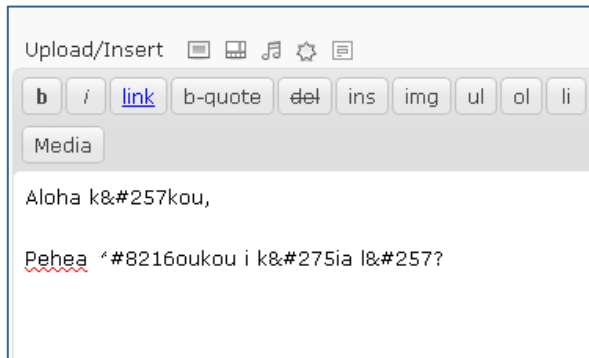 Upload/Insert
b i link b-quote del ins img ul ol li
Media
Aloha k&#257kou,
Pehea ‘#8216oukou i k&#275ia l&#257?